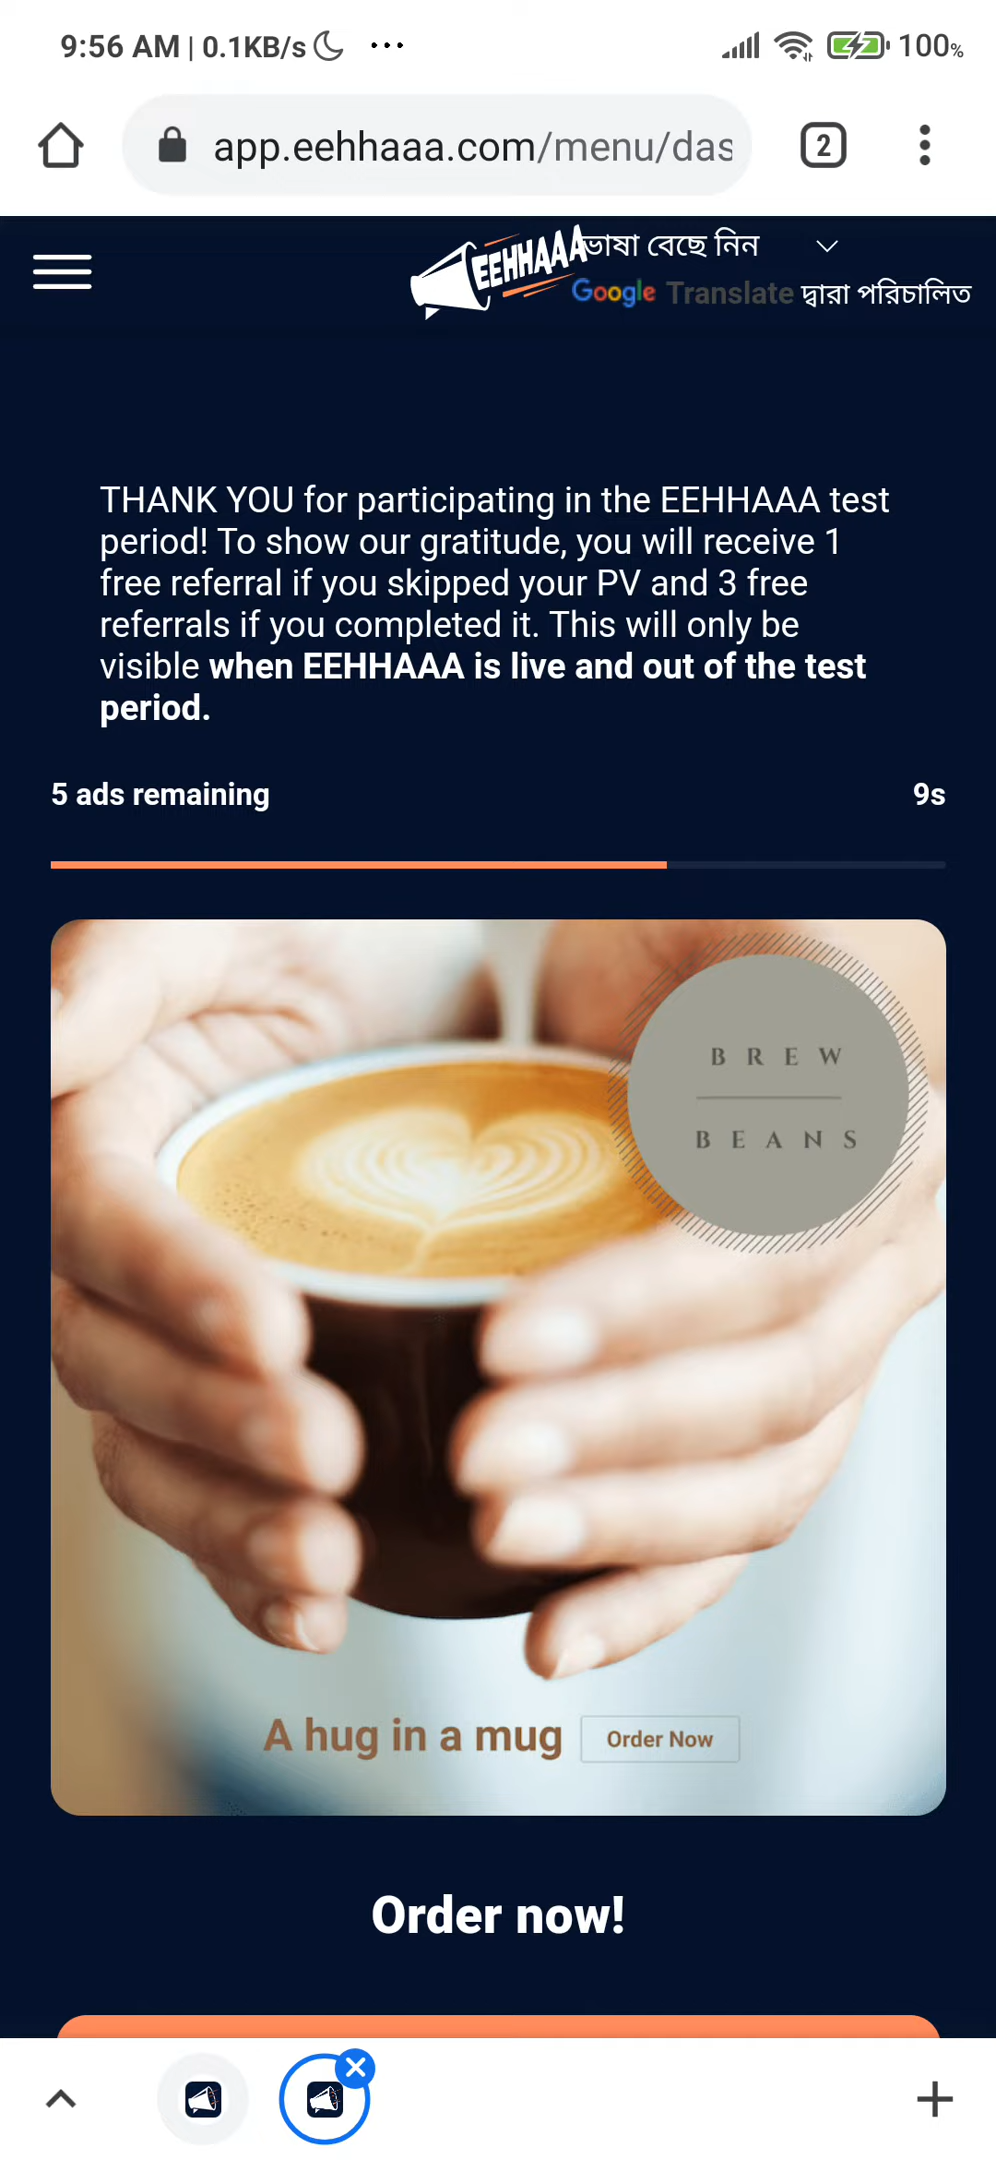 9:56 AM | 0.1KB/s ... 100%
app.eehhaaa.com/menu/das
2
EEHHAAA
ভাষা বেছে নিন
Google Translate দ্বারা পরিচালিত
THANK YOU for participating in the EEHHAAA test
period! To show our gratitude, you will receive 1
free referral if you skipped your PV and 3 free
referrals if you completed it. This will only be
visible when EEHHAAA is live and out of the test
period.
5 ads remaining 9s
BREW
BEANS
A hug in a mug Order Now
Order now!